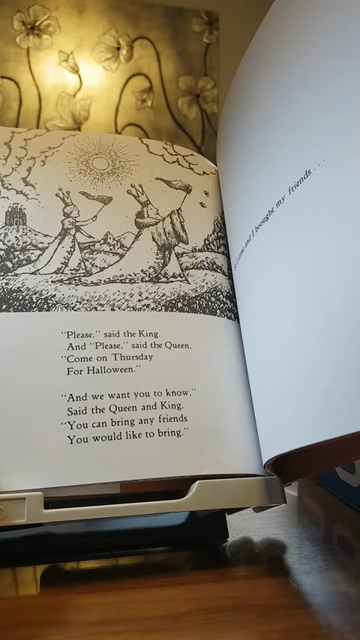 "Please," said the King.
And "Please," said the Queen,
"Come on Thursday
For Halloween."
"And we want you to know,"
Said the Queen and King,
"You can bring any friends
You would like to bring."
I came and I brought my friends . . .